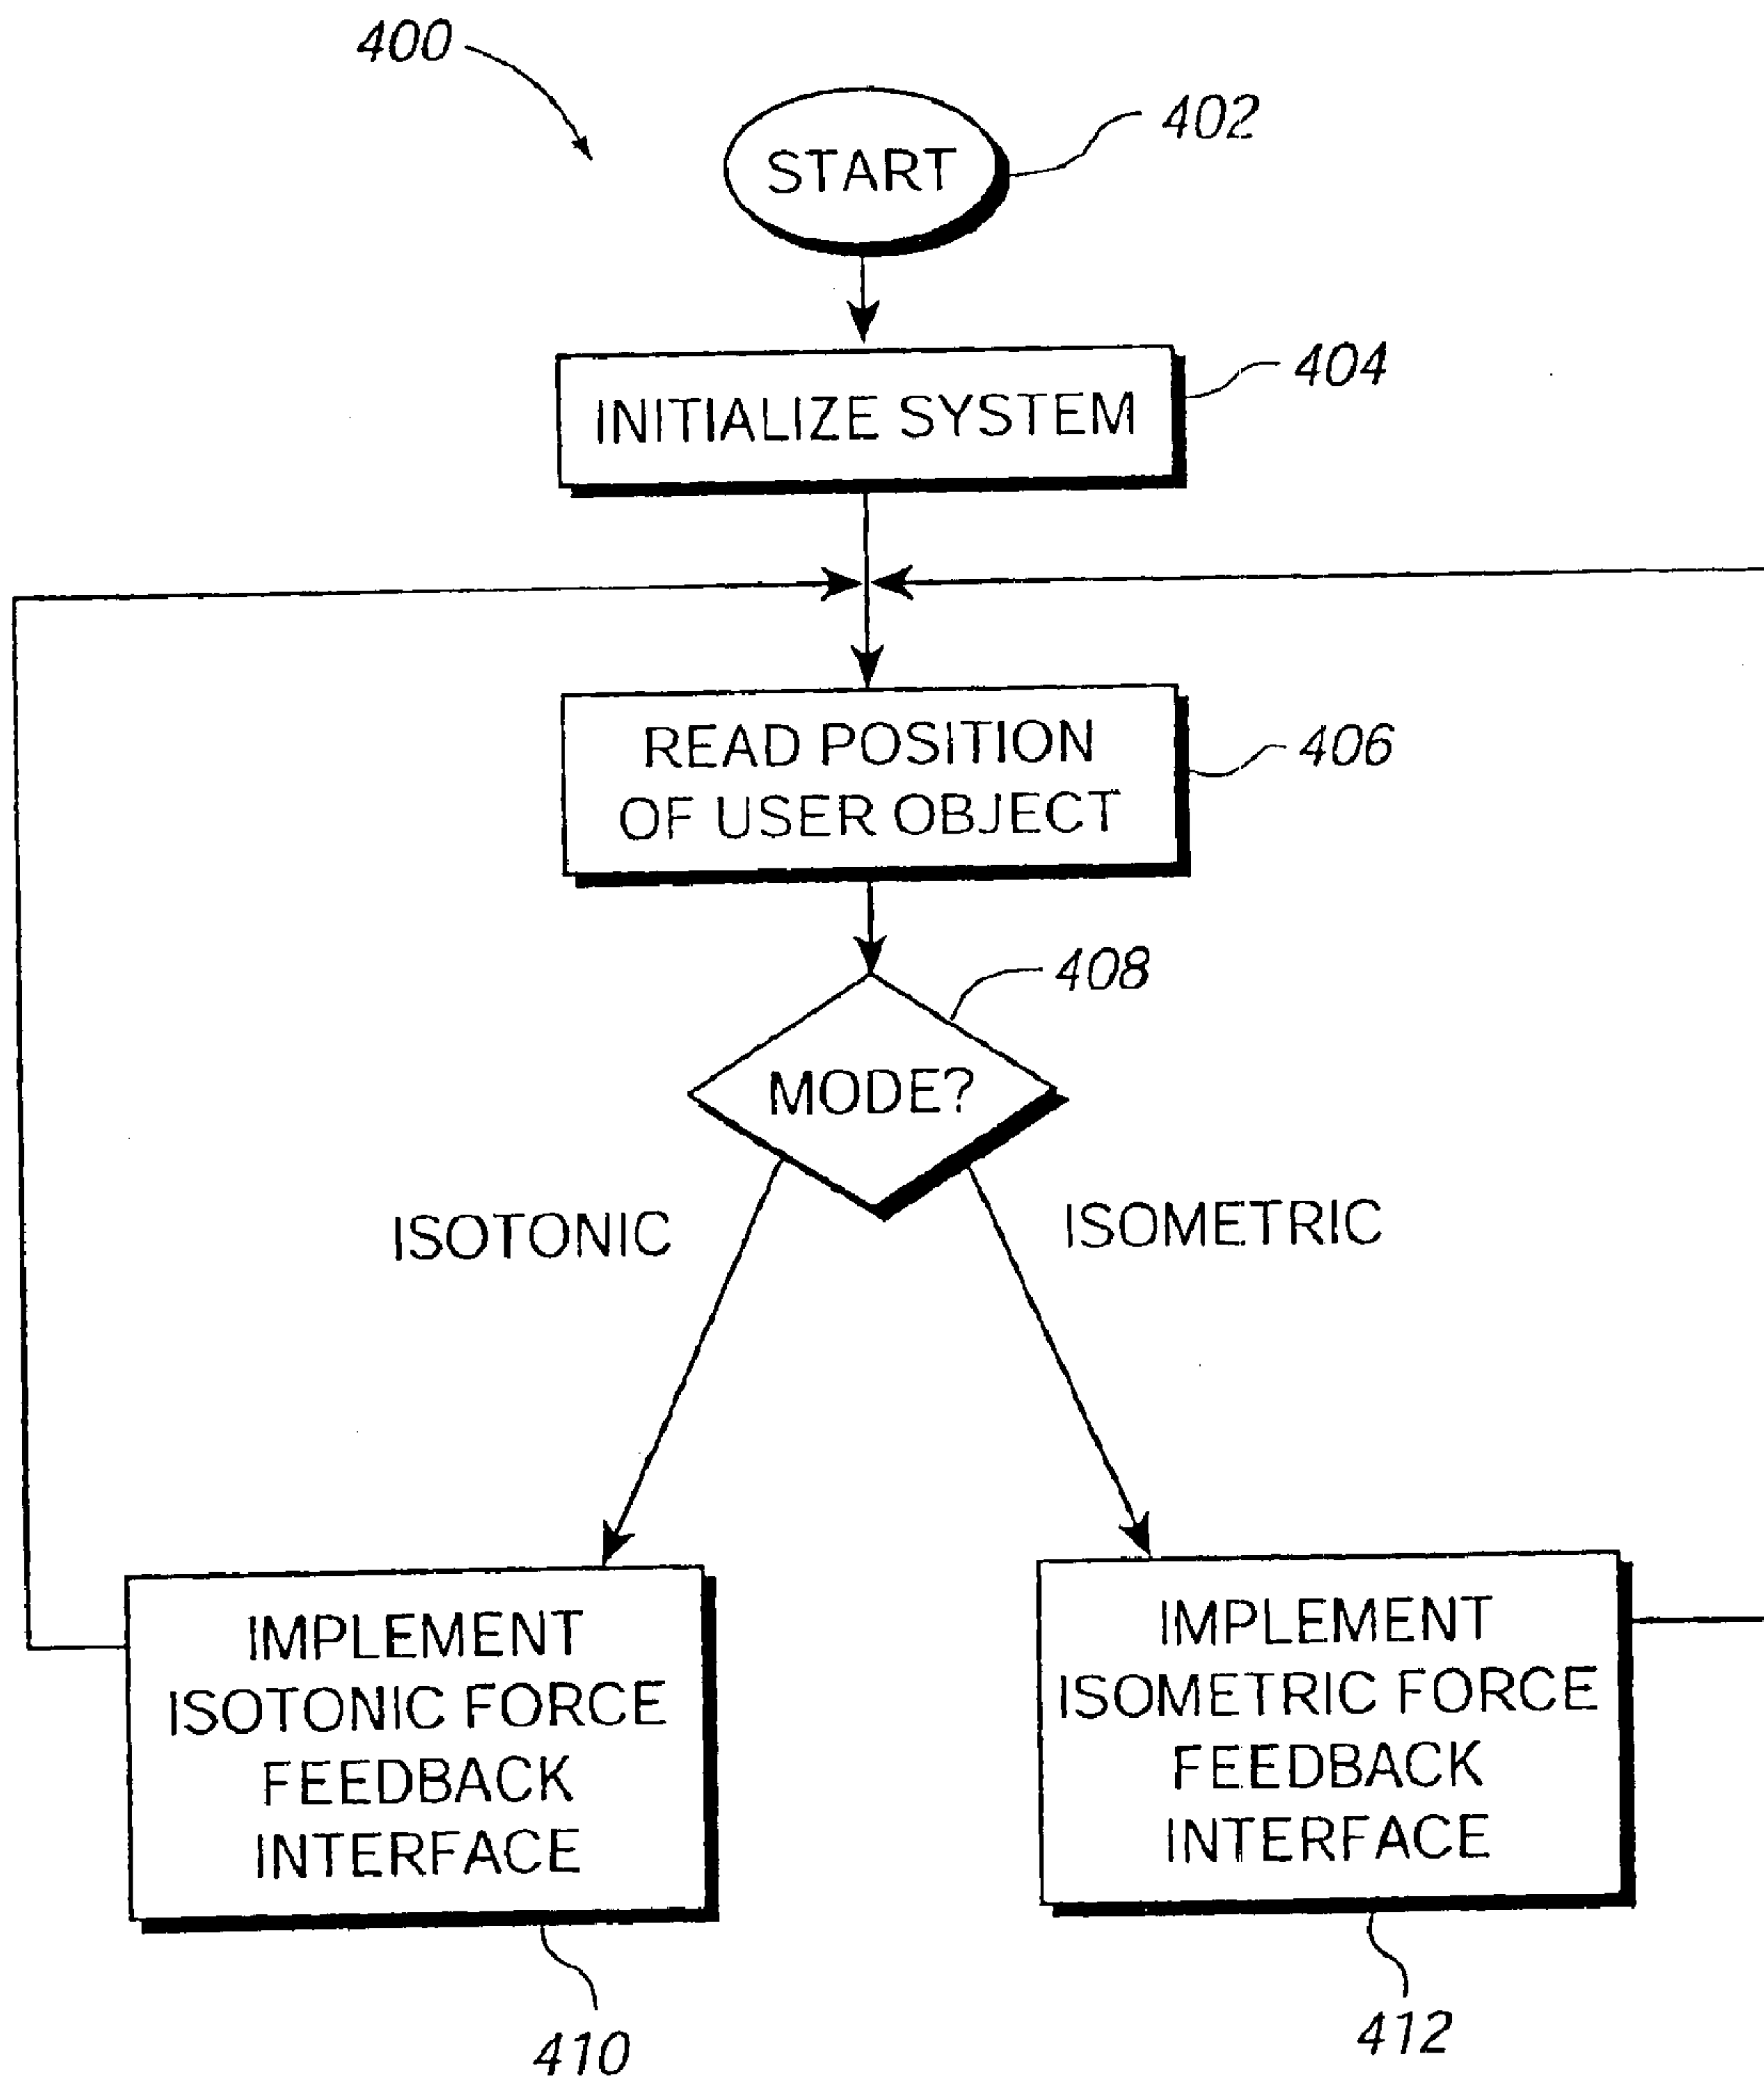 400
402
START
404
INITIALIZE SYSTEM
READ POSITION
OF USER OBJECT
406
408
MODE?
ISOTONIC
ISOMETRIC
IMPLEMENT
ISOTONIC FORCE
FEEDBACK
INTERFACE
IMPLEMENT
ISOMETRIC FORCE
FEEDBACK
INTERFACE
410
412